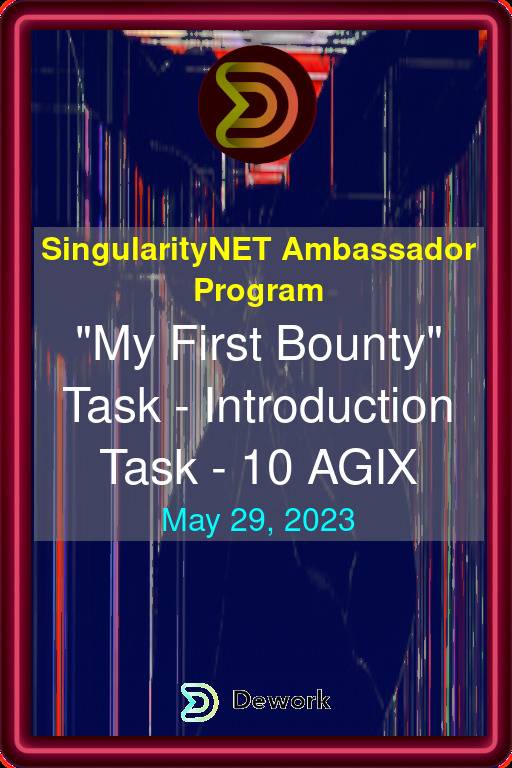 SingularityNET Ambassador
Program
"My First Bounty"
Task - Introduction
Task - 10 AGIX
May 29, 2023
Dework